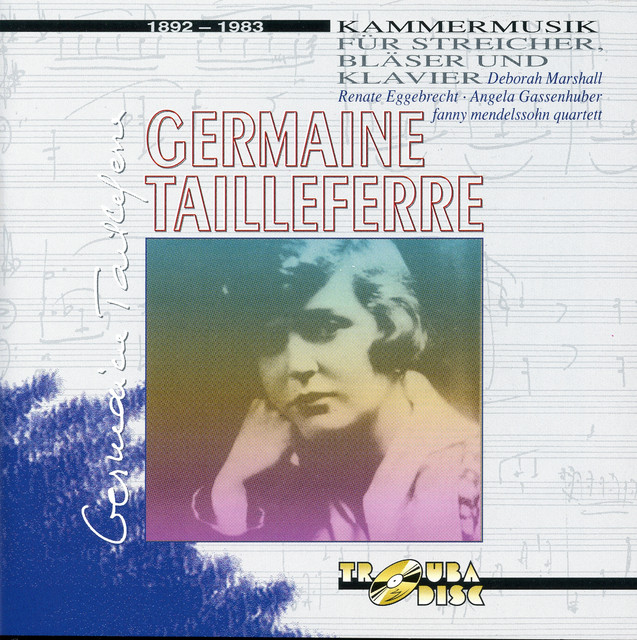 1892 – 1983
KAMMERMUSIK
FÜR STREICHER,
BLÄSER UND
KLAVIER Deborah Marshall
Renate Eggebrecht · Angela Gassenhuber
fanny mendelssohn quartett
GERMAINE
TAILLEFERRE
Germaine Tailleferre
TROUBA
DISC